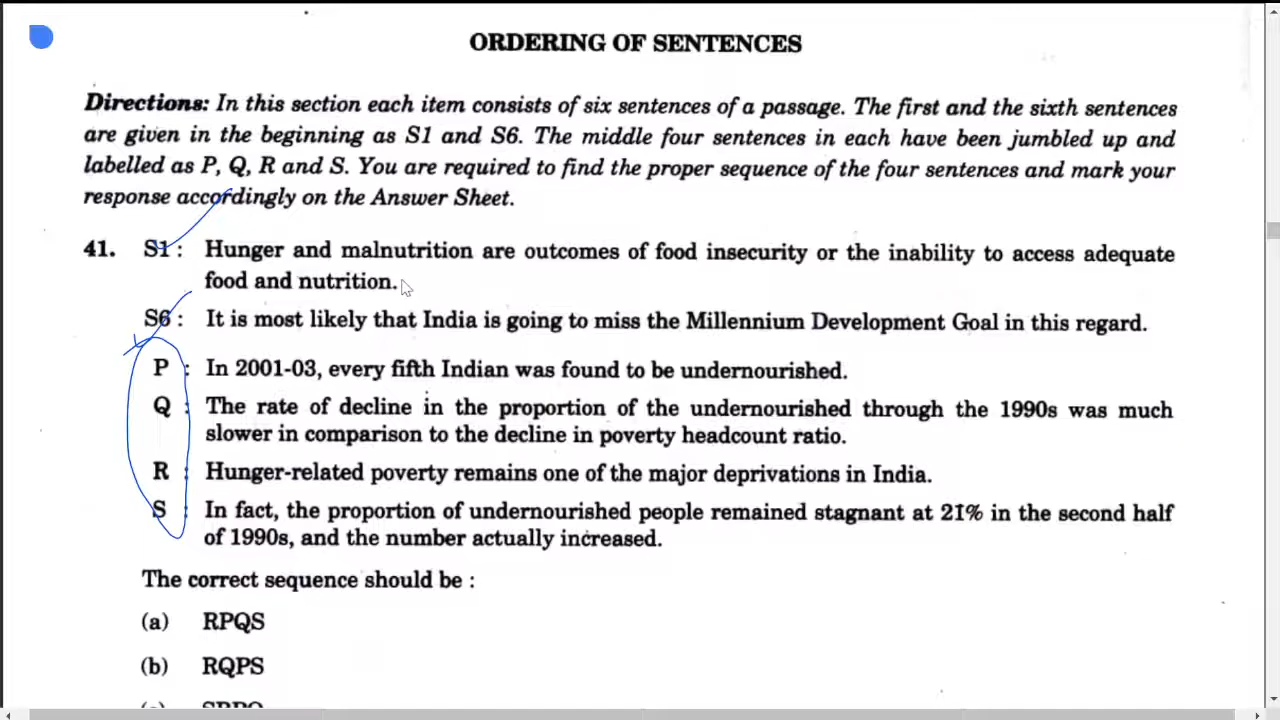 ORDERING OF SENTENCES
Directions: In this section each item consists of six sentences of a passage. The first and the sixth sentences
are given in the beginning as S1 and S6. The middle four sentences in each have been jumbled up and
labelled as P, Q, R and S. You are required to find the proper sequence of the four sentences and mark your
response accordingly on the Answer Sheet.
41. S1 : Hunger and malnutrition are outcomes of food insecurity or the inability to access adequate
food and nutrition.
S6 : It is most likely that India is going to miss the Millennium Development Goal in this regard.
P : In 2001-03, every fifth Indian was found to be undernourished.
Q : The rate of decline in the proportion of the undernourished through the 1990s was much
slower in comparison to the decline in poverty headcount ratio.
R : Hunger-related poverty remains one of the major deprivations in India.
S : In fact, the proportion of undernourished people remained stagnant at 21% in the second half
of 1990s, and the number actually increased.
The correct sequence should be :
(a) RPQS
(b) RQPS